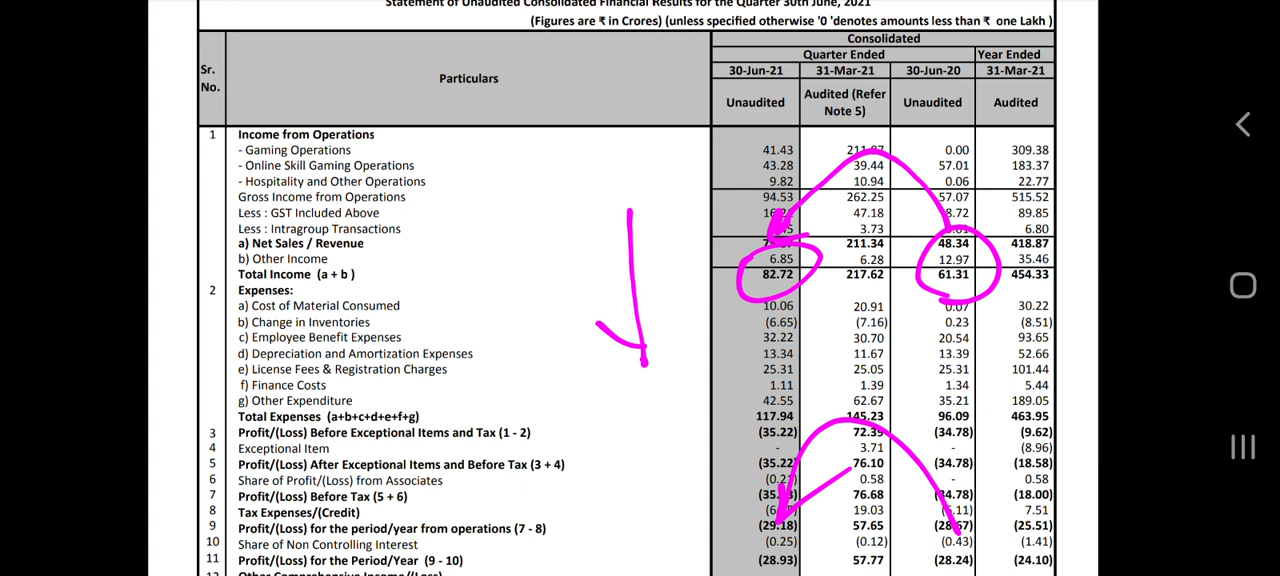 Statement of Unaudited Consolidated Financial Results for the Quarter 30th June, 2021
(Figures are ₹ in Crores) (unless specified otherwise '0 'denotes amounts less than ₹ one Lakh )
Consolidated
Quarter Ended Year Ended
Sr. No. Particulars 30-Jun-21 31-Mar-21 30-Jun-20 31-Mar-21
Unaudited Audited (Refer Note 5) Unaudited Audited
1 Income from Operations
- Gaming Operations 41.43 0.00 309.38
- Online Skill Gaming Operations 43.28 39.44 57.01 183.37
- Hospitality and Other Operations 9.82 10.94 0.06 22.77
Gross Income from Operations 94.53 262.25 57.07 515.52
Less : GST Included Above 47.18 8.72 89.85
Less : Intragroup Transactions 3.73 6.80
a) Net Sales / Revenue 211.34 48.34 418.87
b) Other Income 6.85 6.28 12.97 35.46
Total Income (a + b ) 82.72 217.62 61.31 454.33
2 Expenses:
a) Cost of Material Consumed 10.06 20.91 0.07 30.22
b) Change in Inventories (6.65) (7.16) 0.23 (8.51)
c) Employee Benefit Expenses 32.22 30.70 20.54 93.65
d) Depreciation and Amortization Expenses 13.34 11.67 13.39 52.66
e) License Fees & Registration Charges 25.31 25.05 25.31 101.44
f) Finance Costs 1.11 1.39 1.34 5.44
g) Other Expenditure 42.55 62.67 35.21 189.05
Total Expenses (a+b+c+d+e+f+g) 117.94 145.23 96.09 463.95
3 Profit/(Loss) Before Exceptional Items and Tax (1 - 2) (35.22) 72.39 (34.78) (9.62)
4 Exceptional Item - 3.71 - (8.96)
5 Profit/(Loss) After Exceptional Items and Before Tax (3 + 4) (35.22) 76.10 (34.78) (18.58)
6 Share of Profit/(Loss) from Associates 0.58 - 0.58
7 Profit/(Loss) Before Tax (5 + 6) 76.68 (34.78) (18.00)
8 Tax Expenses/(Credit) 19.03 7.51
9 Profit/(Loss) for the period/year from operations (7 - 8) (29.18) 57.65 (28.67) (25.51)
10 Share of Non Controlling Interest (0.25) (0.12) (0.43) (1.41)
11 Profit/(Loss) for the Period/Year (9 - 10) (28.93) 57.77 (28.24) (24.10)